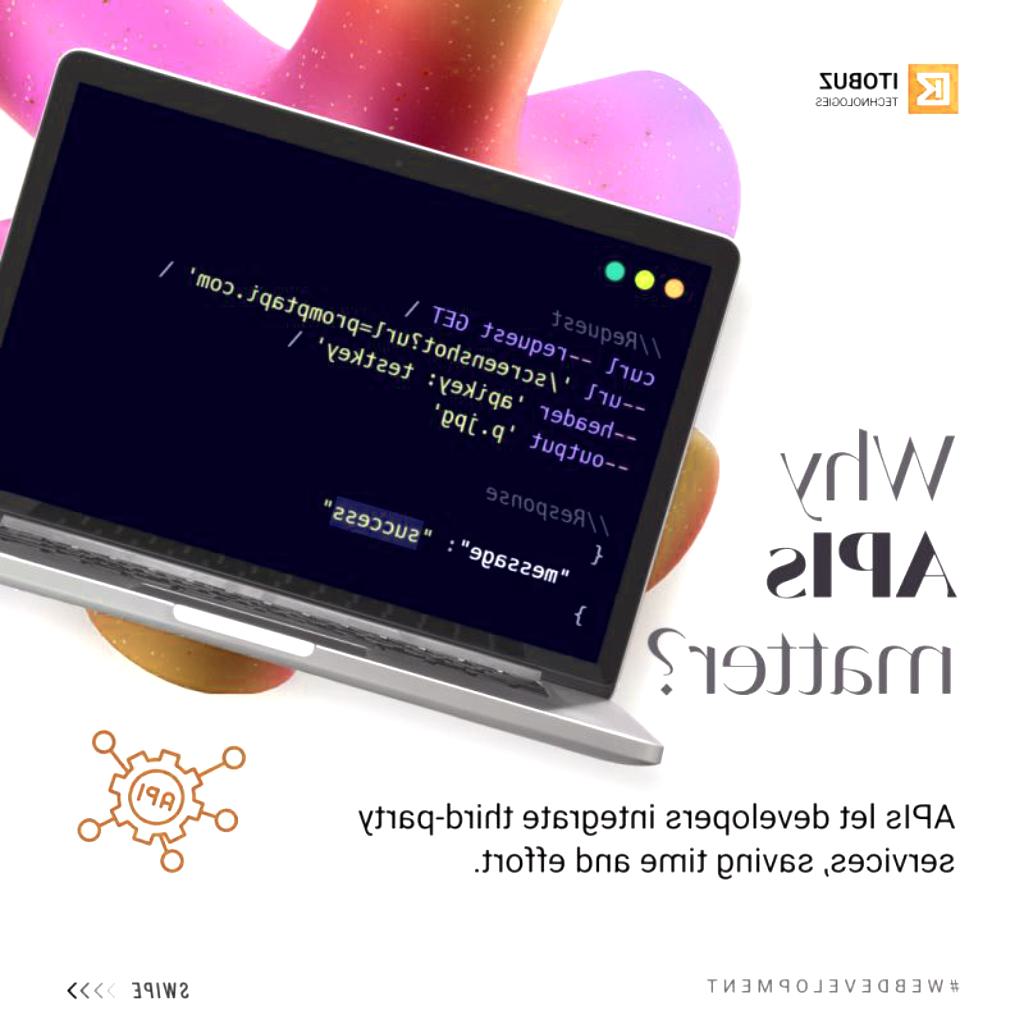 ITOBUZ
TECHNOLOGIES
//Request
curl --request GET \
--url '/screenshot?url=promptapi.com' \
--header 'apikey: testkey' \
--output 'p.jpg'
//Response
{
"message": "success"
}
Why
APIs
matter?
API
APIs let developers integrate third-party
services, saving time and effort.
#WEBDEVELOPMENT
SWIPE